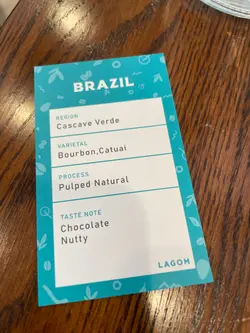 BRAZIL
REGION
Cascave Verde
VARIETAL
Bourbon,Catuai
PROCESS
Pulped Natural
TASTE NOTE
Chocolate
Nutty
LAGOM